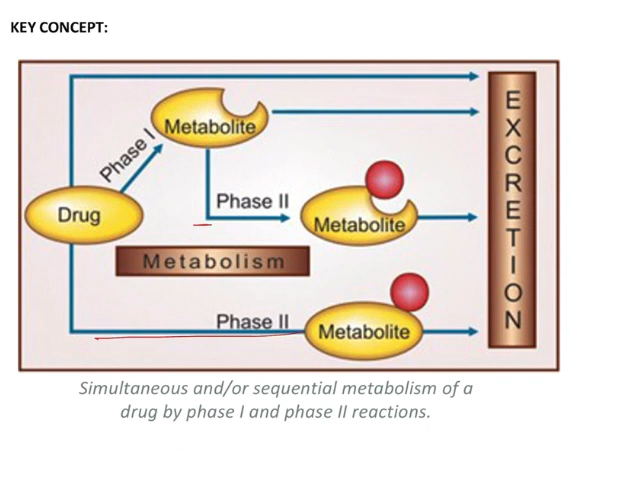 KEY CONCEPT:
Metabolite
Phase I
Drug
Phase II
Metabolite
Metabolism
Phase II
Metabolite
EXCRETION
Simultaneous and/or sequential metabolism of a
drug by phase I and phase II reactions.